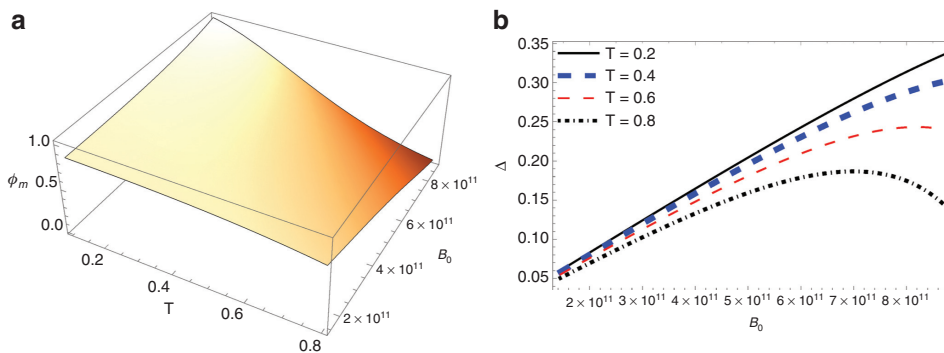 a
1.0
ϕm
0.5
0.0
0.2
0.4
T
0.6
0.8
8 × 10¹¹
6 × 10¹¹
B₀
4 × 10¹¹
2 × 10¹¹
b
0.35
T = 0.2
0.30
T = 0.4
T = 0.6
0.25
T = 0.8
Δ
0.20
0.15
0.10
0.05
2 × 10¹¹ 3 × 10¹¹ 4 × 10¹¹ 5 × 10¹¹ 6 × 10¹¹ 7 × 10¹¹ 8 × 10¹¹
B₀